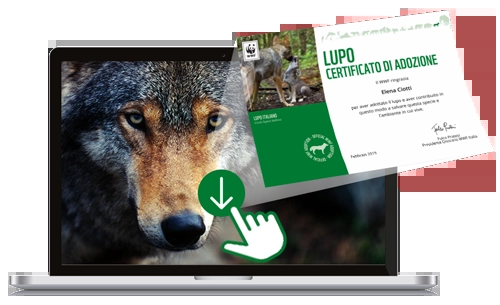 WWF
LUPO
CERTIFICATO DI ADOZIONE
Il WWF ringrazia
Elena Ciotti
per aver adottato il lupo e aver contribuito in
questo modo a salvare questa specie e
l'ambiente in cui vive.
LUPO ITALIANO
Febbraio 2019
Presidente Onorario WWF Italia